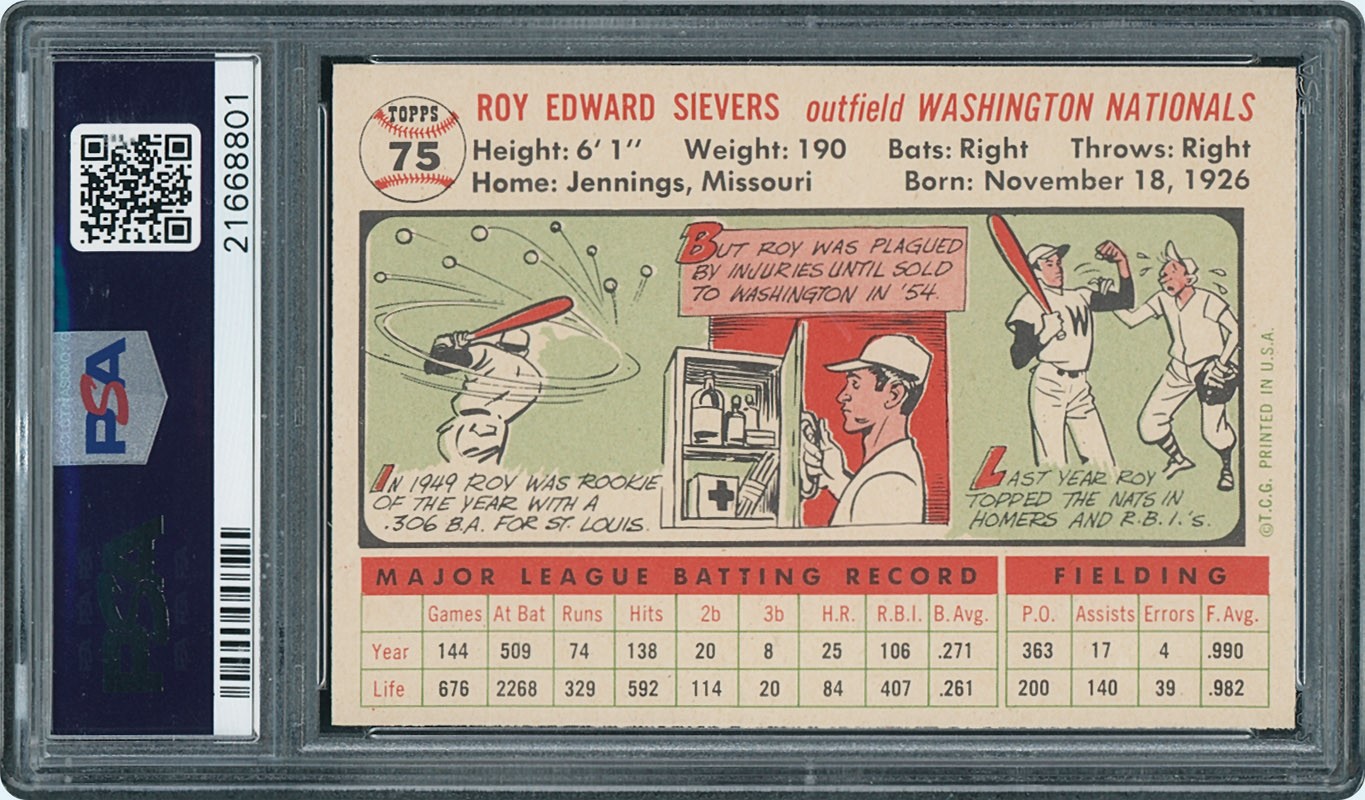 21668801
PSA
PSA
TOPPS
75
ROY EDWARD SIEVERS outfield WASHINGTON NATIONALS
Height: 6' 1" Weight: 190 Bats: Right Throws: Right
Home: Jennings, Missouri Born: November 18, 1926
IN 1949 ROY WAS ROOKIE
OF THE YEAR WITH A
.306 B.A. FOR ST. LOUIS.
BUT ROY WAS PLAGUED
BY INJURIES UNTIL SOLD
TO WASHINGTON IN '54.
W
LAST YEAR ROY
TOPPED THE NATS IN
HOMERS AND R.B.I.'s.
©T.C.G. PRINTED IN U.S.A.
MAJOR LEAGUE BATTING RECORD FIELDING
Games At Bat Runs Hits 2b 3b H.R. R.B.I. B. Avg. P.O. Assists Errors F. Avg.
Year 144 509 74 138 20 8 25 106 .271 363 17 4 .990
Life 676 2268 329 592 114 20 84 407 .261 200 140 39 .982